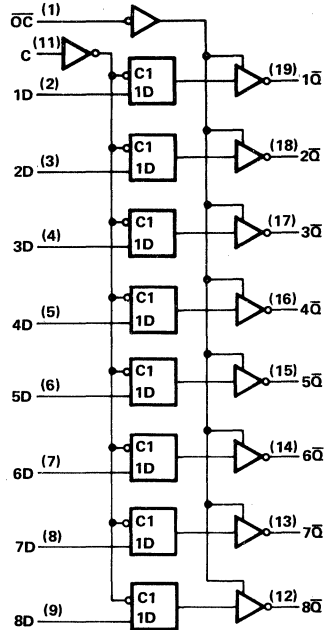 O̅C̅ (1)
C (11)
C1 (19)
1D (2) 1D 1Q̅
C1 (18)
2D (3) 1D 2Q̅
C1 (17)
3D (4) 1D 3Q̅
C1 (16)
4D (5) 1D 4Q̅
C1 (15)
5D (6) 1D 5Q̅
C1 (14)
6D (7) 1D 6Q̅
C1 (13)
7D (8) 1D 7Q̅
C1 (12)
8D (9) 1D 8Q̅